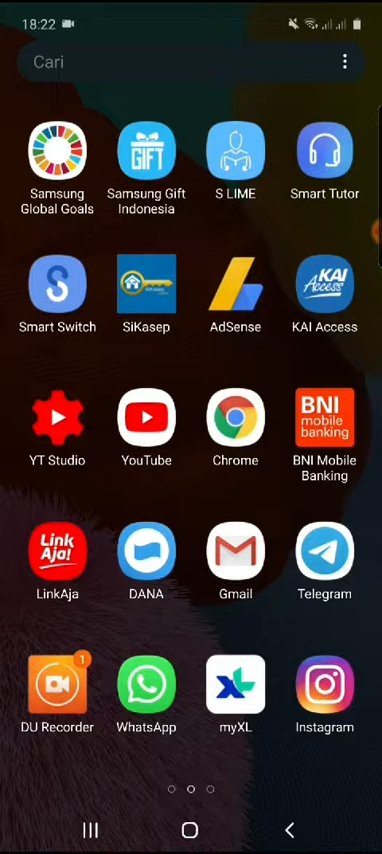 18:22
Cari
Samsung
Global Goals
GIFT
Samsung Gift
Indonesia
S LIME
Smart Tutor
Smart Switch
SiKasep
AdSense
KAI
Access
KAI Access
YT Studio
YouTube
Chrome
BNI
mobile
banking
BNI Mobile
Banking
Link
Aja!
LinkAja
DANA
Gmail
Telegram
1
DU Recorder
WhatsApp
XL
myXL
Instagram